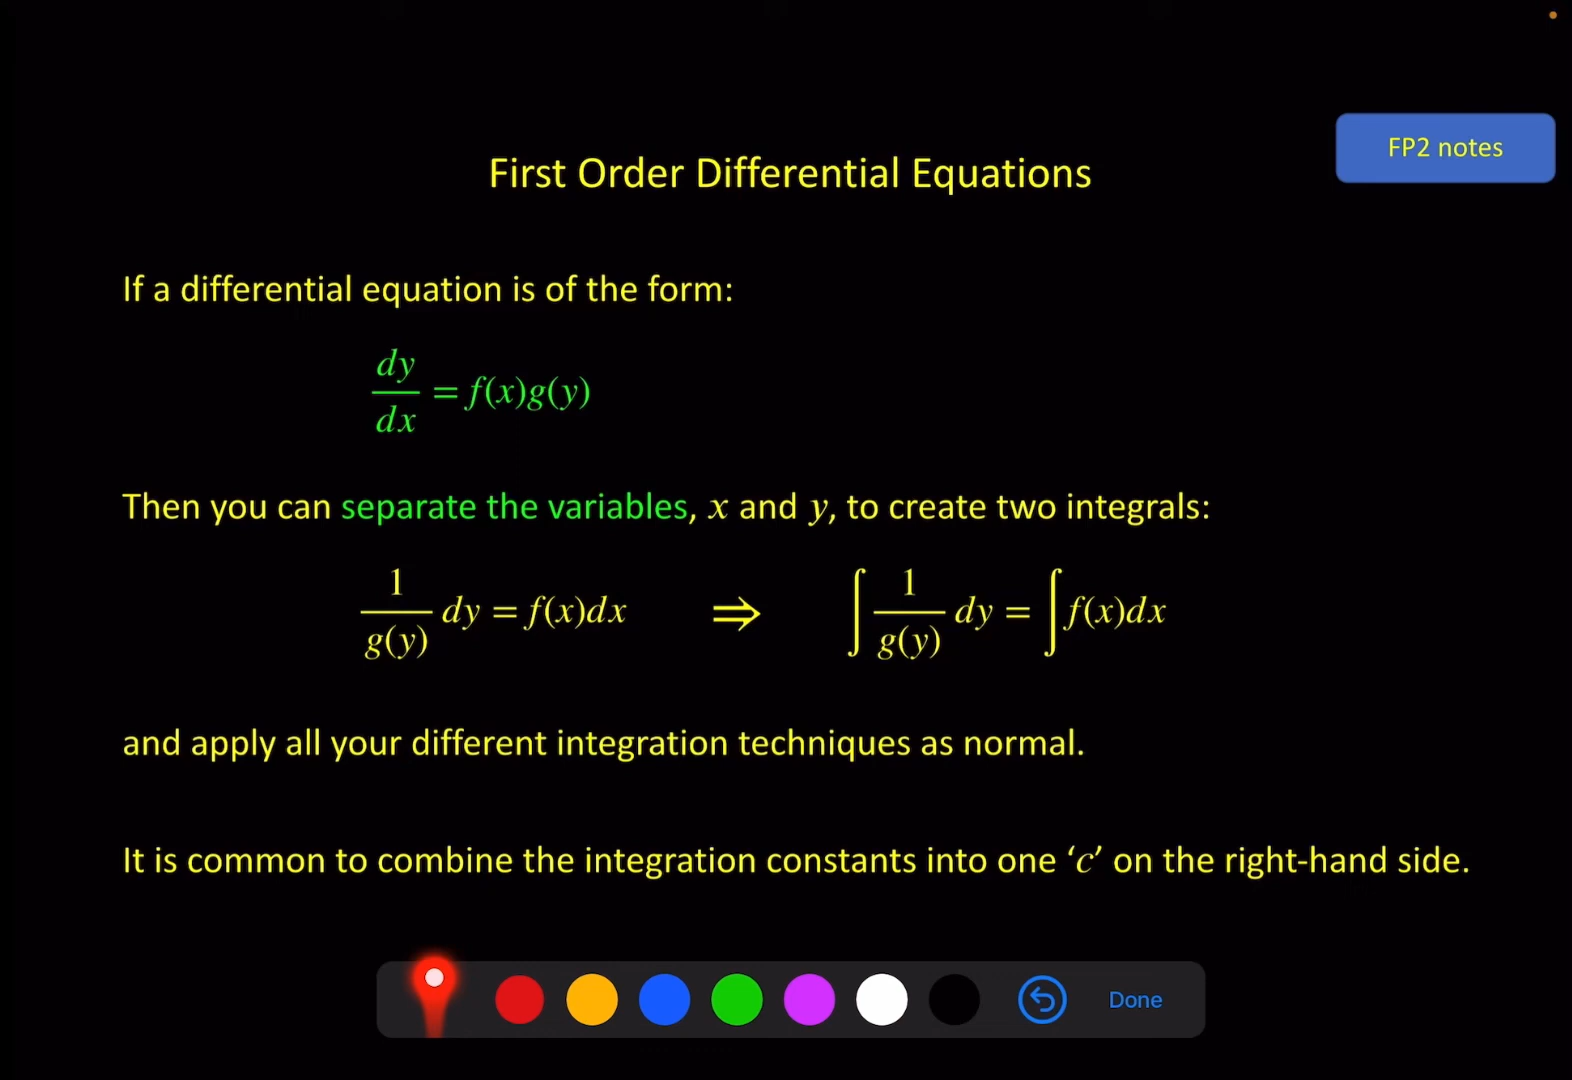 FP2 notes
First Order Differential Equations
If a differential equation is of the form:
dy/dx = f(x)g(y)
Then you can separate the variables, x and y, to create two integrals:
1/g(y) dy = f(x)dx ⇒ ∫ 1/g(y) dy = ∫ f(x)dx
and apply all your different integration techniques as normal.
It is common to combine the integration constants into one ‘c’ on the right-hand side.
Done